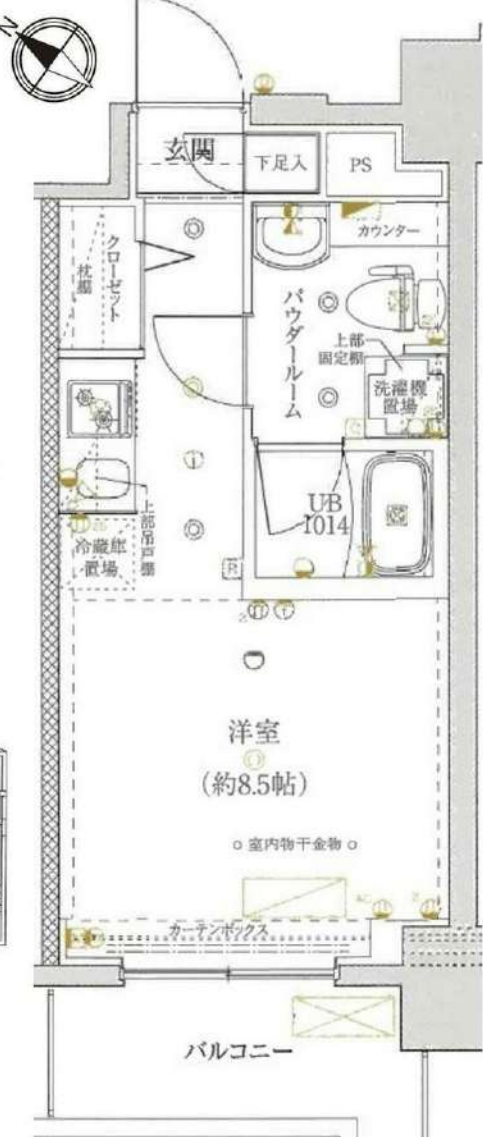 N
玄関
下足入
PS
カウンター
クローゼット
枕棚
パウダールーム
上部
固定棚
洗濯機
置場
UB
1014
上部吊戸棚
冷蔵庫
置場
R
2
洋室
(約8.5帖)
室内物干金物
カーテンボックス
バルコニー